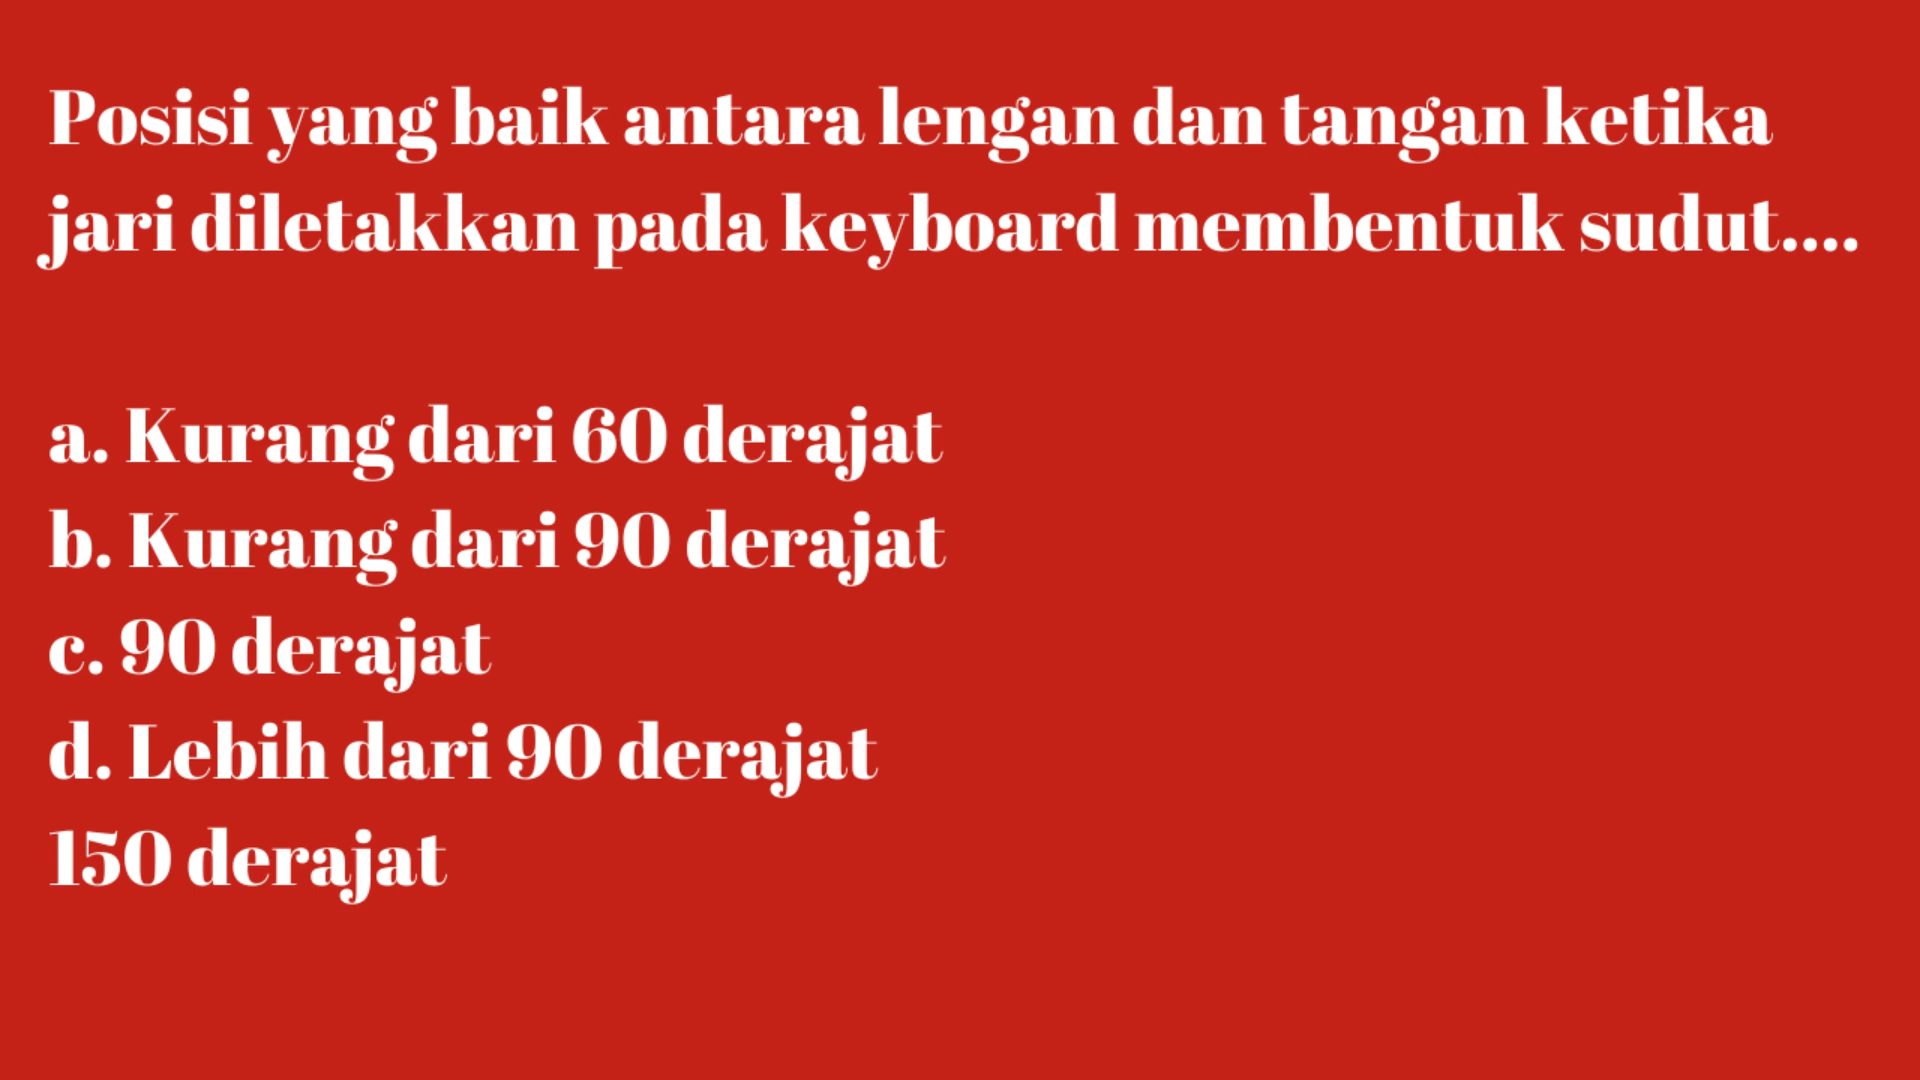 Posisi yang baik antara lengan dan tangan ketika
jari diletakkan pada keyboard membentuk sudut....
a. Kurang dari 60 derajat
b. Kurang dari 90 derajat
c. 90 derajat
d. Lebih dari 90 derajat
150 derajat